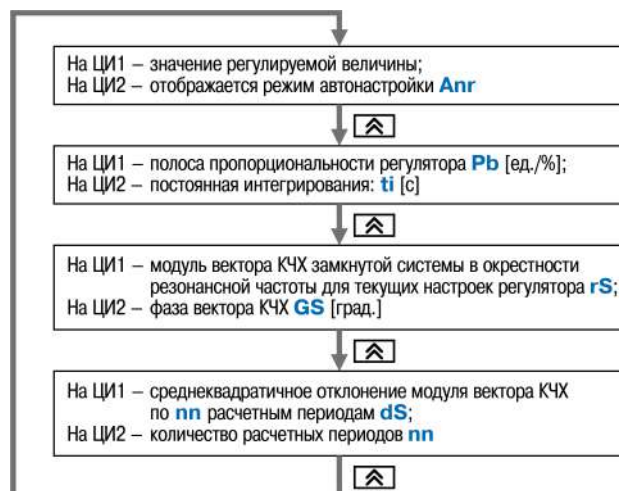 На ЦИ1 – значение регулируемой величины;
На ЦИ2 – отображается режим автонастройки Anr
На ЦИ1 – полоса пропорциональности регулятора Pb [ед./%];
На ЦИ2 – постоянная интегрирования: ti [с]
На ЦИ1 – модуль вектора КЧХ замкнутой системы в окрестности
резонансной частоты для текущих настроек регулятора rS;
На ЦИ2 – фаза вектора КЧХ GS [град.]
На ЦИ1 – среднеквадратичное отклонение модуля вектора КЧХ
по nn расчетным периодам dS;
На ЦИ2 – количество расчетных периодов nn